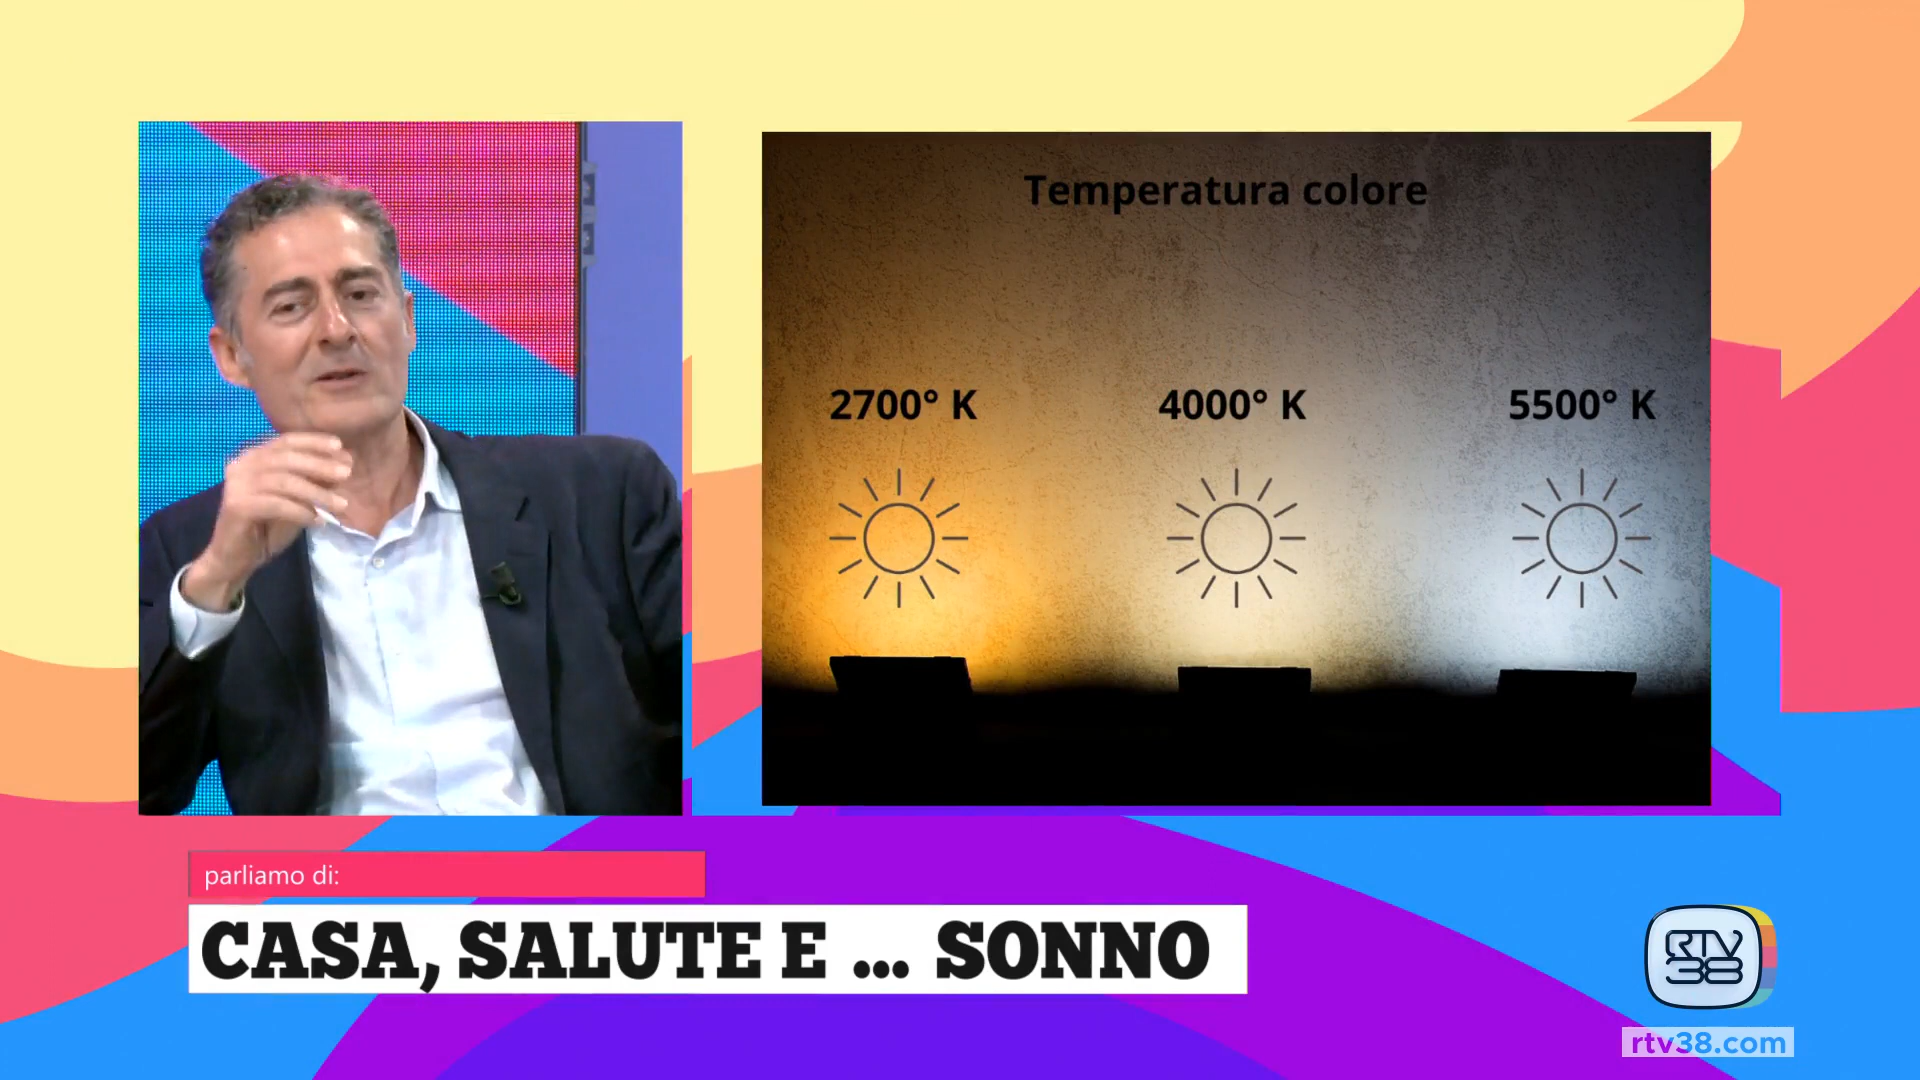 Temperatura colore
2700° K 4000° K 5500° K
parliamo di:
CASA, SALUTE E ... SONNO
RTV
38
rtv38.com